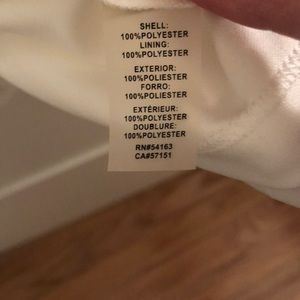 SHELL:
100%POLYESTER
LINING:
100%POLYESTER
EXTERIOR:
100%POLIESTER
FORRO:
100%POLIESTER
EXTÉRIEUR:
100%POLYESTER
DOUBLURE:
100%POLYESTER
RN#54163
CA#57151